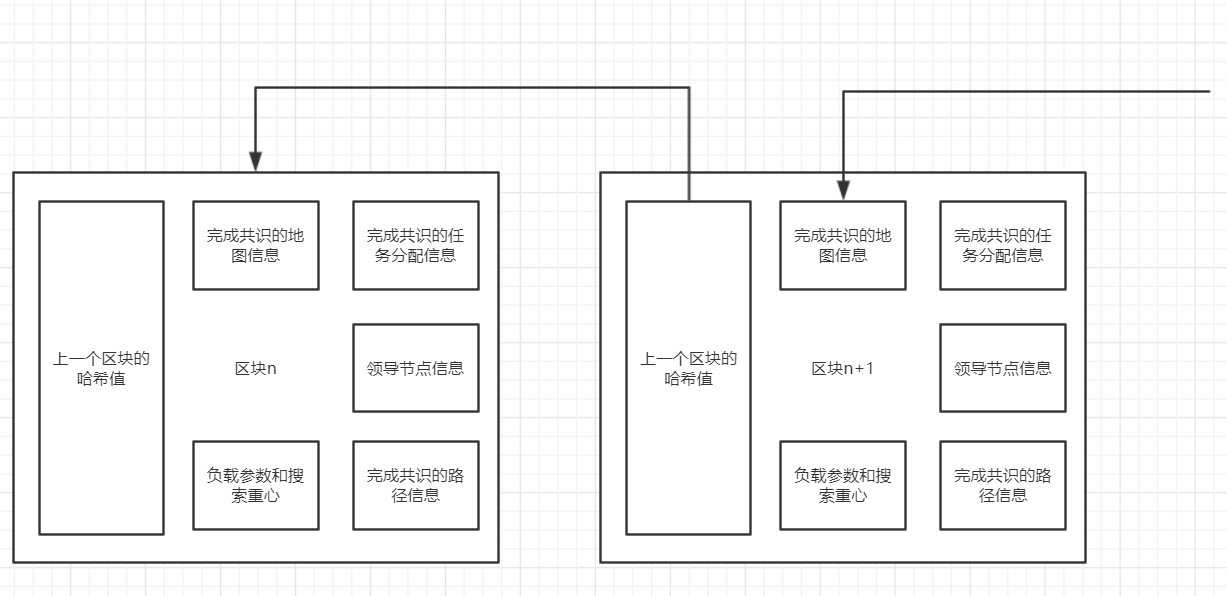 上一个区块的
哈希值
完成共识的地
图信息
完成共识的任
务分配信息
区块n
领导节点信息
负载参数和搜
索重心
完成共识的路
径信息
上一个区块的
哈希值
完成共识的地
图信息
完成共识的任
务分配信息
区块n+1
领导节点信息
负载参数和搜
索重心
完成共识的路
径信息